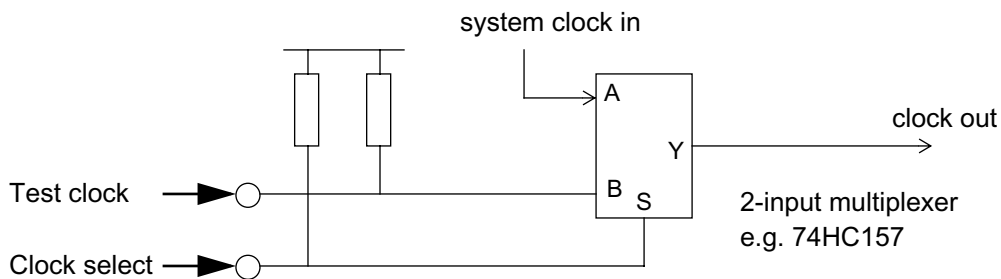 system clock in
A
clock out
Y
Test clock
B
S
2-input multiplexer
e.g. 74HC157
Clock select